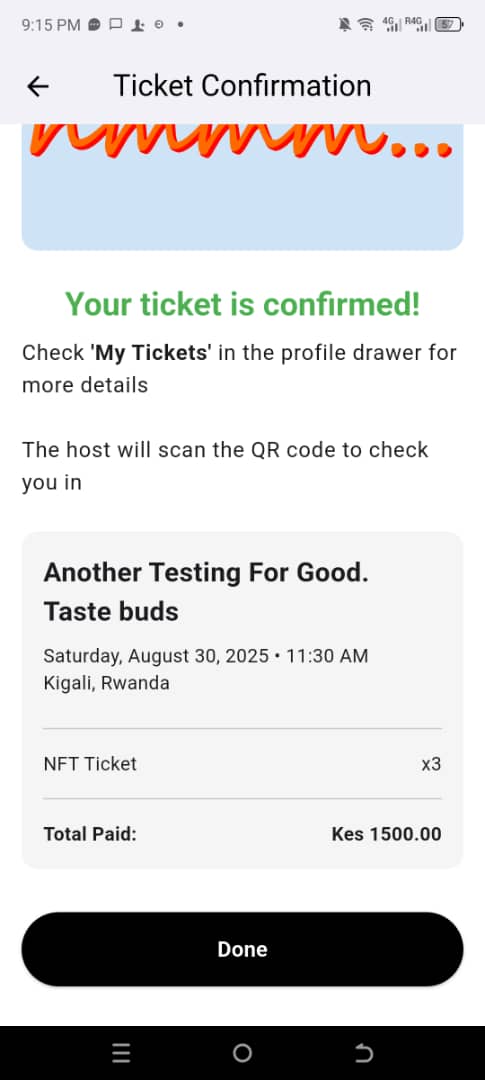 9:15 PM
4G
R4G
57
Ticket Confirmation
Your ticket is confirmed!
Check 'My Tickets' in the profile drawer for
more details
The host will scan the QR code to check
you in
Another Testing For Good.
Taste buds
Saturday, August 30, 2025 • 11:30 AM
Kigali, Rwanda
NFT Ticket x3
Total Paid: Kes 1500.00
Done